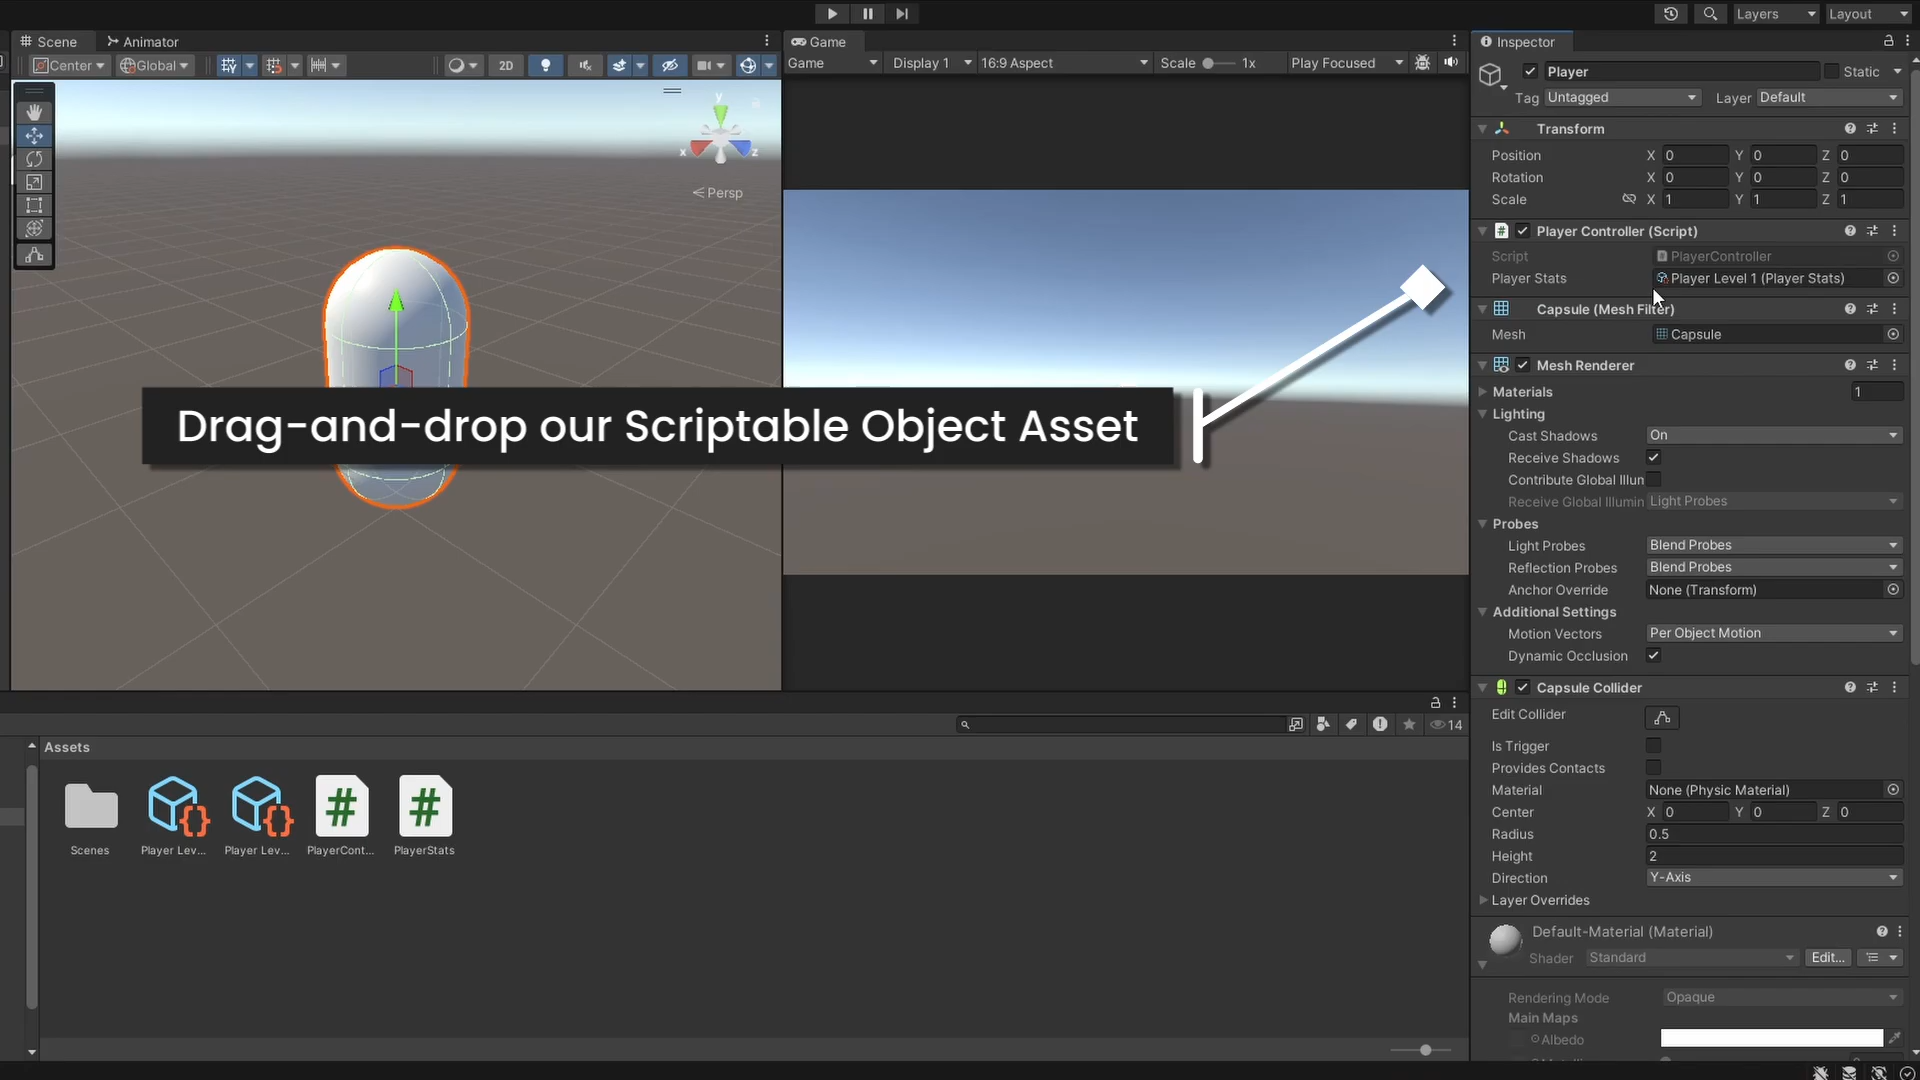 Layers
Layout
Scene
Animator
Game
Inspector
Center
Global
2D
Game
Display 1
16:9 Aspect
Scale
1x
Play Focused
Player
Static
Tag
Untagged
Layer
Default
y
x
z
Persp
Transform
Position
X 0
Y 0
Z 0
Rotation
X 0
Y 0
Z 0
Scale
X 1
Y 1
Z 1
Player Controller (Script)
Script
PlayerController
Player Stats
Player Level 1 (Player Stats)
Capsule (Mesh Filter)
Mesh
Capsule
Mesh Renderer
Materials
1
Lighting
Cast Shadows
On
Receive Shadows
Contribute Global Illum
Receive Global Illumin
Light Probes
Probes
Light Probes
Blend Probes
Reflection Probes
Blend Probes
Anchor Override
None (Transform)
Additional Settings
Motion Vectors
Per Object Motion
Dynamic Occlusion
Drag-and-drop our Scriptable Object Asset
Capsule Collider
Edit Collider
Is Trigger
Provides Contacts
Material
None (Physic Material)
Center
X 0
Y 0
Z 0
Radius
0.5
Height
2
Direction
Y-Axis
Layer Overrides
Default-Material (Material)
Shader
Standard
Edit...
Rendering Mode
Opaque
Main Maps
Albedo
14
Assets
Scenes
Player Lev...
Player Lev...
PlayerCont...
PlayerStats